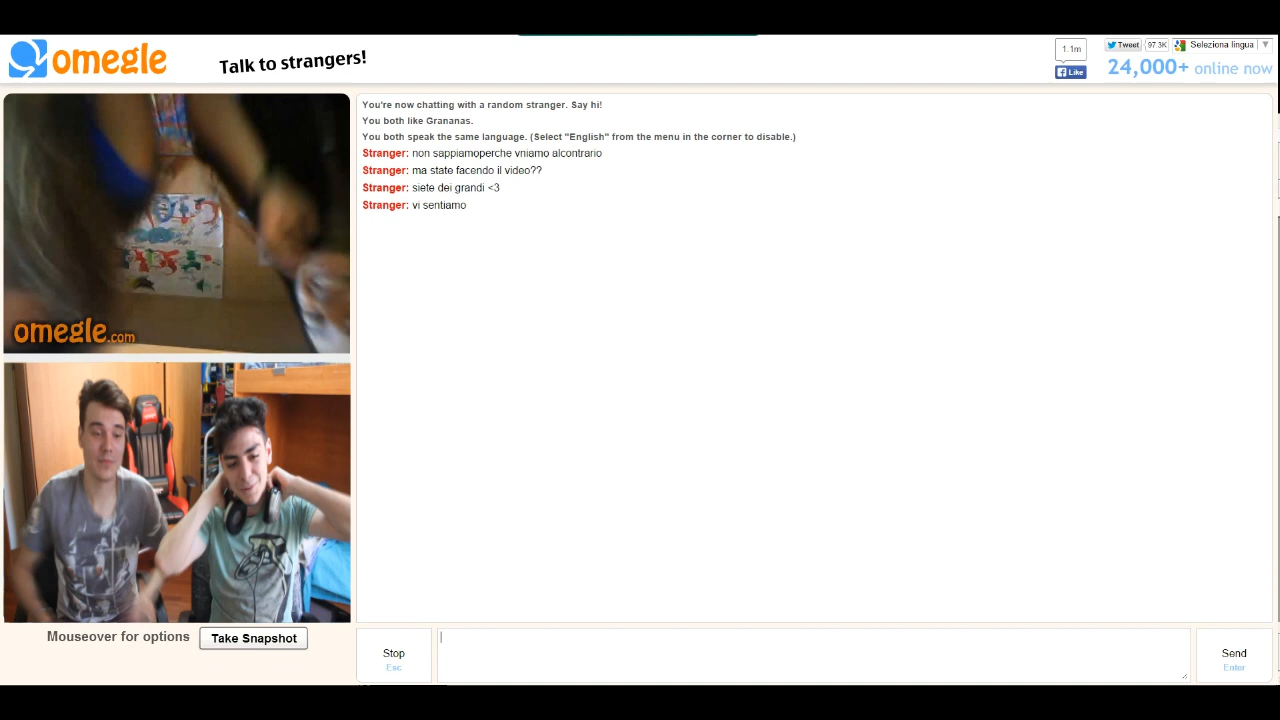 omegle
Talk to strangers!
1.1m
Like
Tweet
97.3K
Seleziona lingua
▼
24,000+ online now
You're now chatting with a random stranger. Say hi!
You both like Grananas.
You both speak the same language. (Select "English" from the menu in the corner to disable.)
Stranger: non sappiamoperche vniamo alcontrario
Stranger: ma state facendo il video??
Stranger: siete dei grandi <3
Stranger: vi sentiamo
omegle.com
Mouseover for options
Take Snapshot
Stop
Esc
Send
Enter